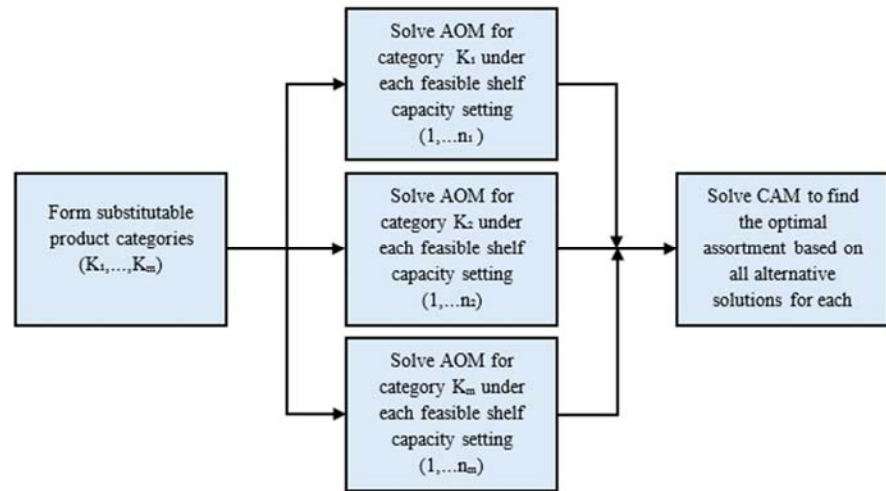 Form substitutable
product categories
(K₁,...,Kₘ)
Solve AOM for
category K₁ under
each feasible shelf
capacity setting
(1,...n₁ )
Solve AOM for
category K₂ under
each feasible shelf
capacity setting
(1,...n₂)
Solve AOM for
category Kₘ under
each feasible shelf
capacity setting
(1,...nₘ)
Solve CAM to find
the optimal
assortment based on
all alternative
solutions for each